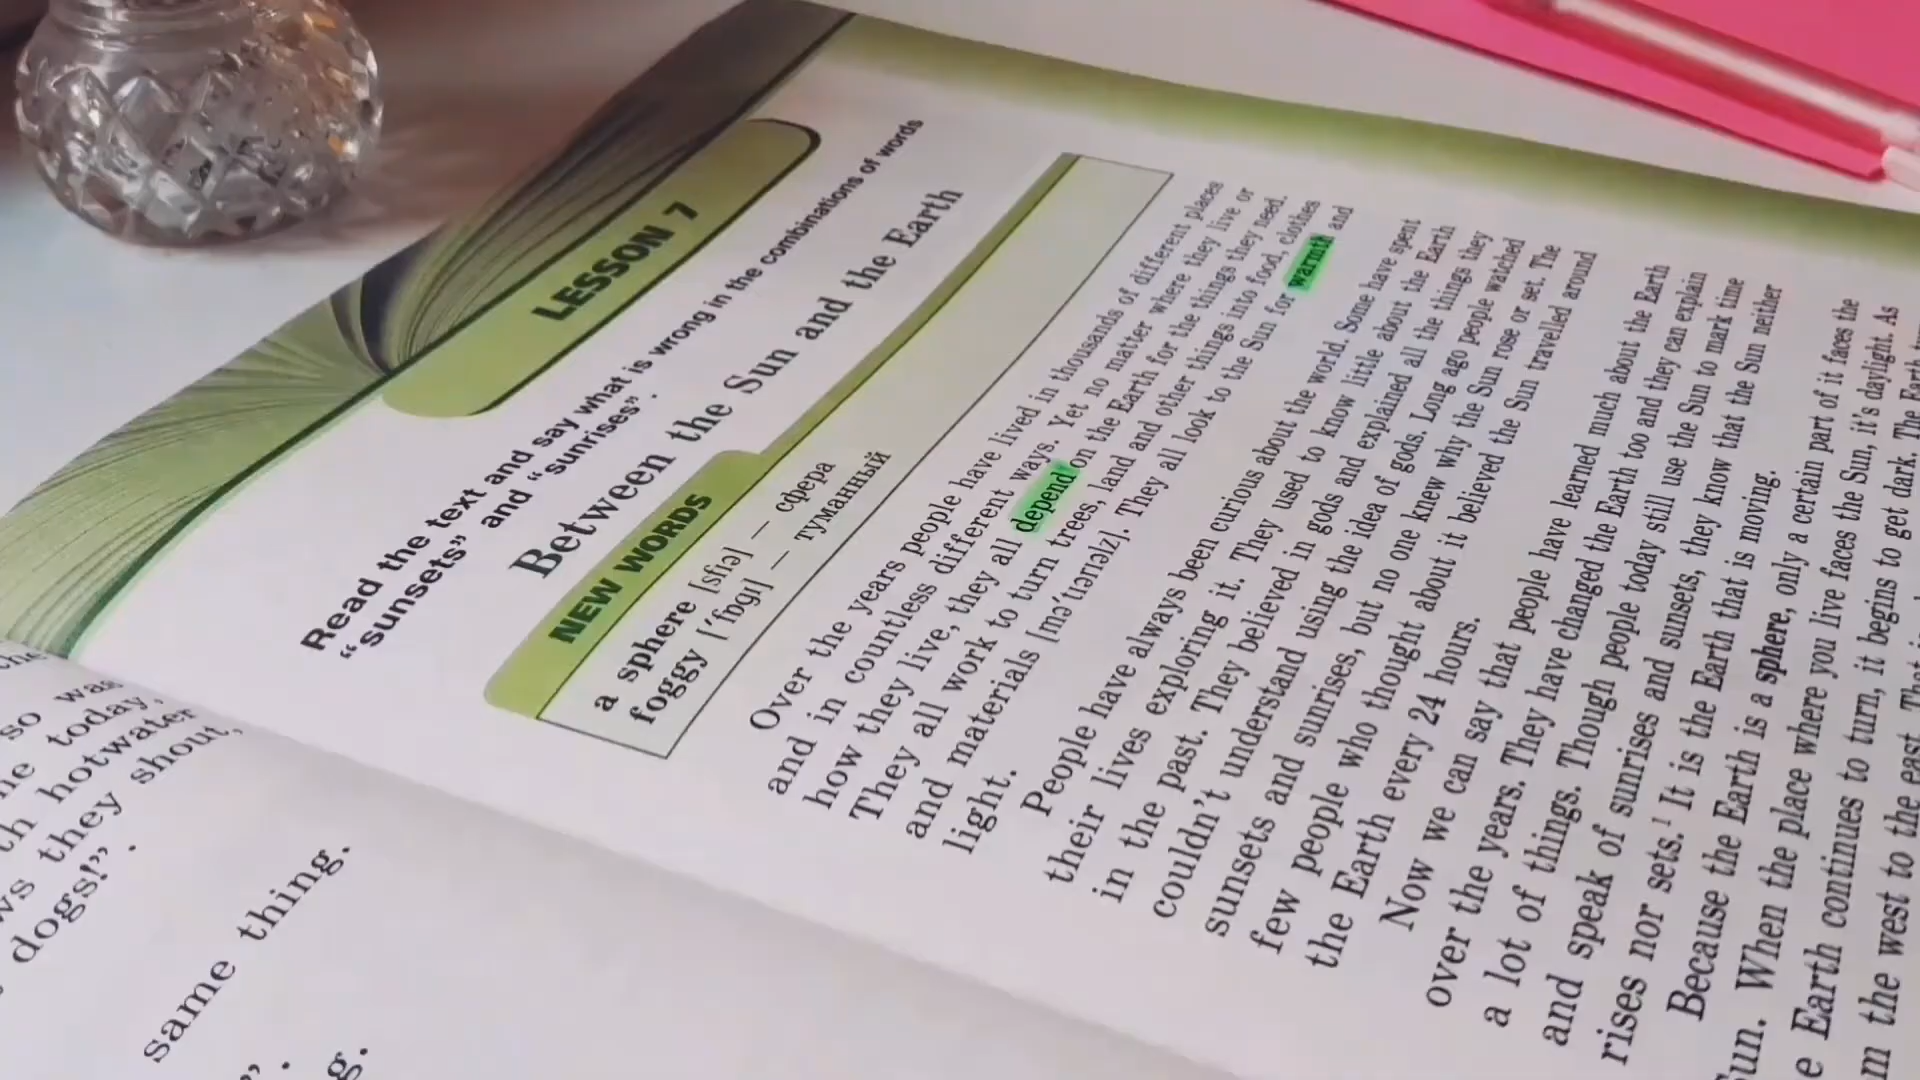 the
so was
he today,
th hotwater
ws they shout,
dogs!”.
same thing.
”.
g.
LESSON 7
Read the text and say what is wrong in the combinations of words
“sunsets” and “sunrises”.
Between the Sun and the Earth
NEW WORDS
a sphere [sfɪə] — сфера
foggy [ˈfɒgɪ] — туманный
Over the years people have lived in thousands of different places
and in countless different ways. Yet no matter where they live or
how they live, they all depend on the Earth for the things they need.
They all work to turn trees, land and other things into food, clothes
and materials [məˈtɪərɪəlz]. They all look to the Sun for warmth and
light.
People have always been curious about the world. Some have spent
their lives exploring it. They used to know little about the Earth
in the past. They believed in gods and explained all the things they
couldn’t understand using the idea of gods. Long ago people watched
sunsets and sunrises, but no one knew why the Sun rose or set. The
few people who thought about it believed the Sun travelled around
the Earth every 24 hours.
Now we can say that people have learned much about the Earth
over the years. They have changed the Earth too and they can explain
a lot of things. Though people today still use the Sun to mark time
and speak of sunrises and sunsets, they know that the Sun neither
rises nor sets.¹ It is the Earth that is moving.
Because the Earth is a sphere, only a certain part of it faces the
Sun. When the place where you live faces the Sun, it’s daylight. As
e Earth continues to turn, it begins to get dark. The Earth
m the west to the east. That